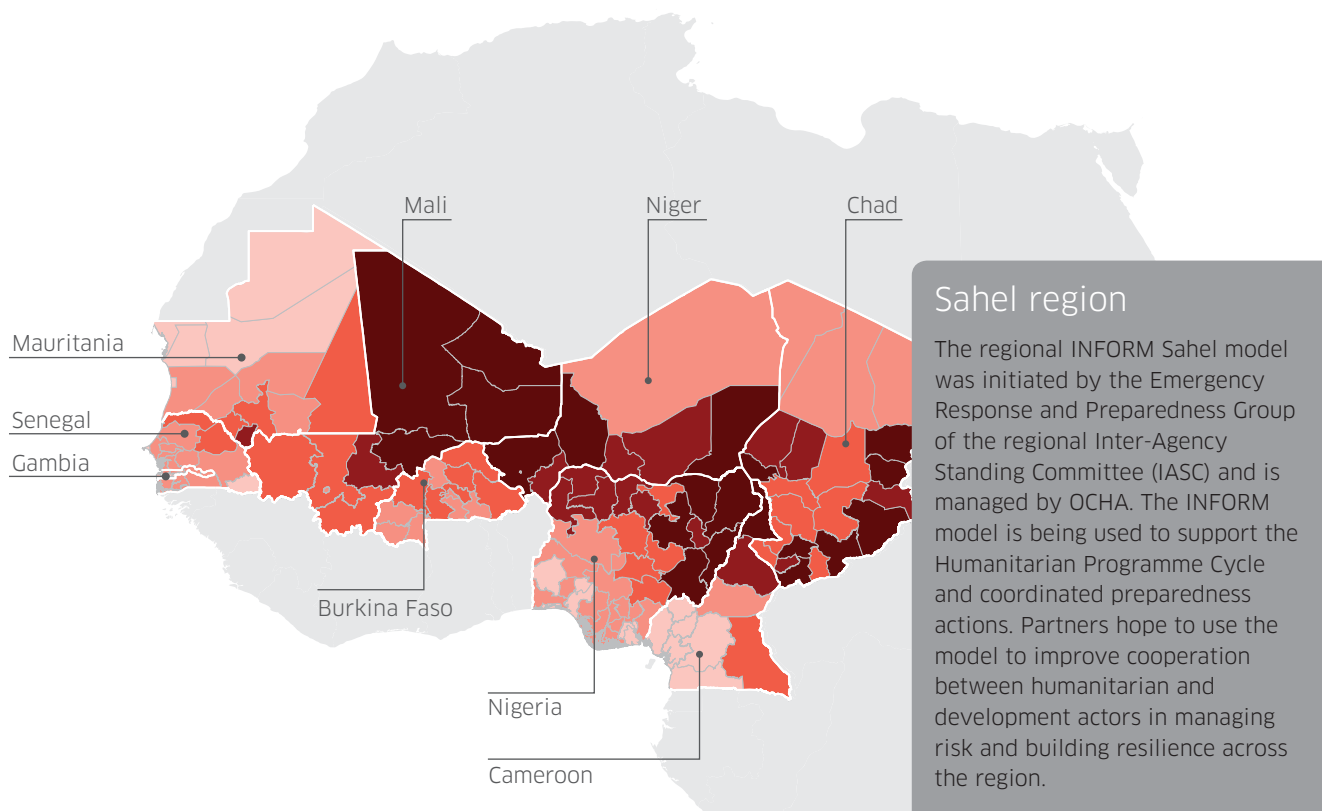 Mali
Niger
Chad
Mauritania
Senegal
Gambia
Burkina Faso
Nigeria
Cameroon
Sahel region
The regional INFORM Sahel model
was initiated by the Emergency
Response and Preparedness Group
of the regional Inter-Agency
Standing Committee (IASC) and is
managed by OCHA. The INFORM
model is being used to support the
Humanitarian Programme Cycle
and coordinated preparedness
actions. Partners hope to use the
model to improve cooperation
between humanitarian and
development actors in managing
risk and building resilience across
the region.